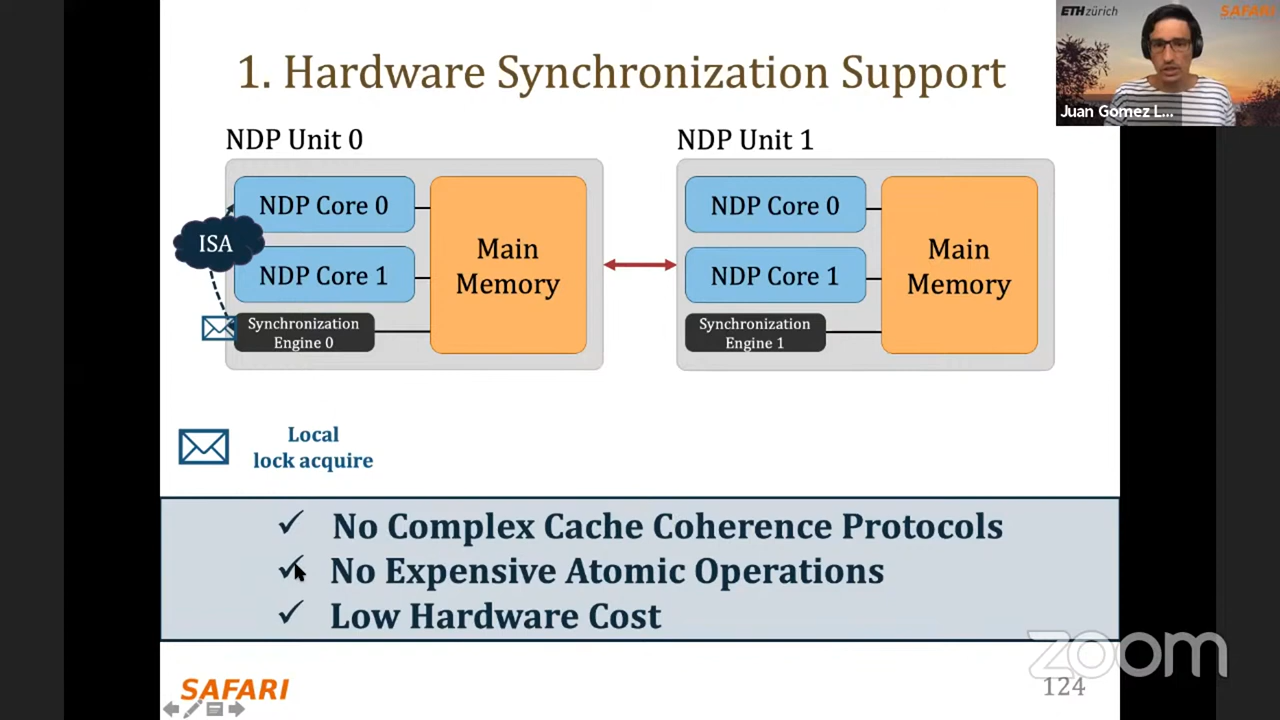 1. Hardware Synchronization Support
ETH zürich
SAFARI
Juan Gomez L...
NDP Unit 0
NDP Core 0
ISA
NDP Core 1
Synchronization
Engine 0
Main
Memory
NDP Unit 1
NDP Core 0
NDP Core 1
Synchronization
Engine 1
Main
Memory
Local
lock acquire
✓ No Complex Cache Coherence Protocols
✓ No Expensive Atomic Operations
✓ Low Hardware Cost
zoom
SAFARI
124